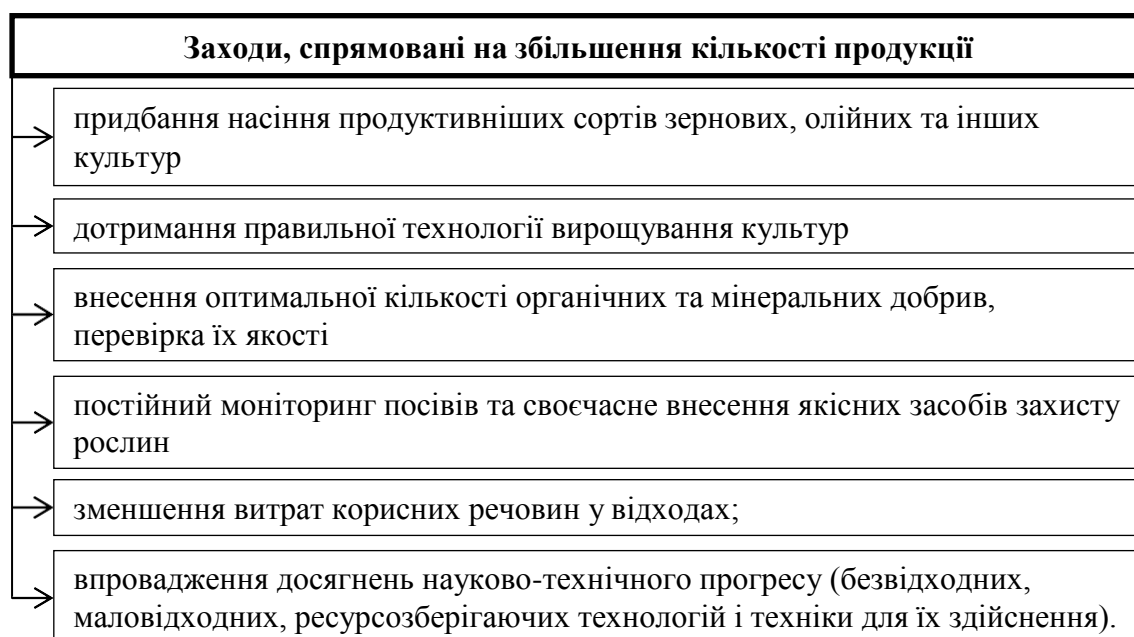 Заходи, спрямовані на збільшення кількості продукції
придбання насіння продуктивніших сортів зернових, олійних та інших
культур
дотримання правильної технології вирощування культур
внесення оптимальної кількості органічних та мінеральних добрив,
перевірка їх якості
постійний моніторинг посівів та своєчасне внесення якісних засобів захисту
рослин
зменшення витрат корисних речовин у відходах;
впровадження досягнень науково-технічного прогресу (безвідходних,
маловідходних, ресурсозберігаючих технологій і техніки для їх здійснення).